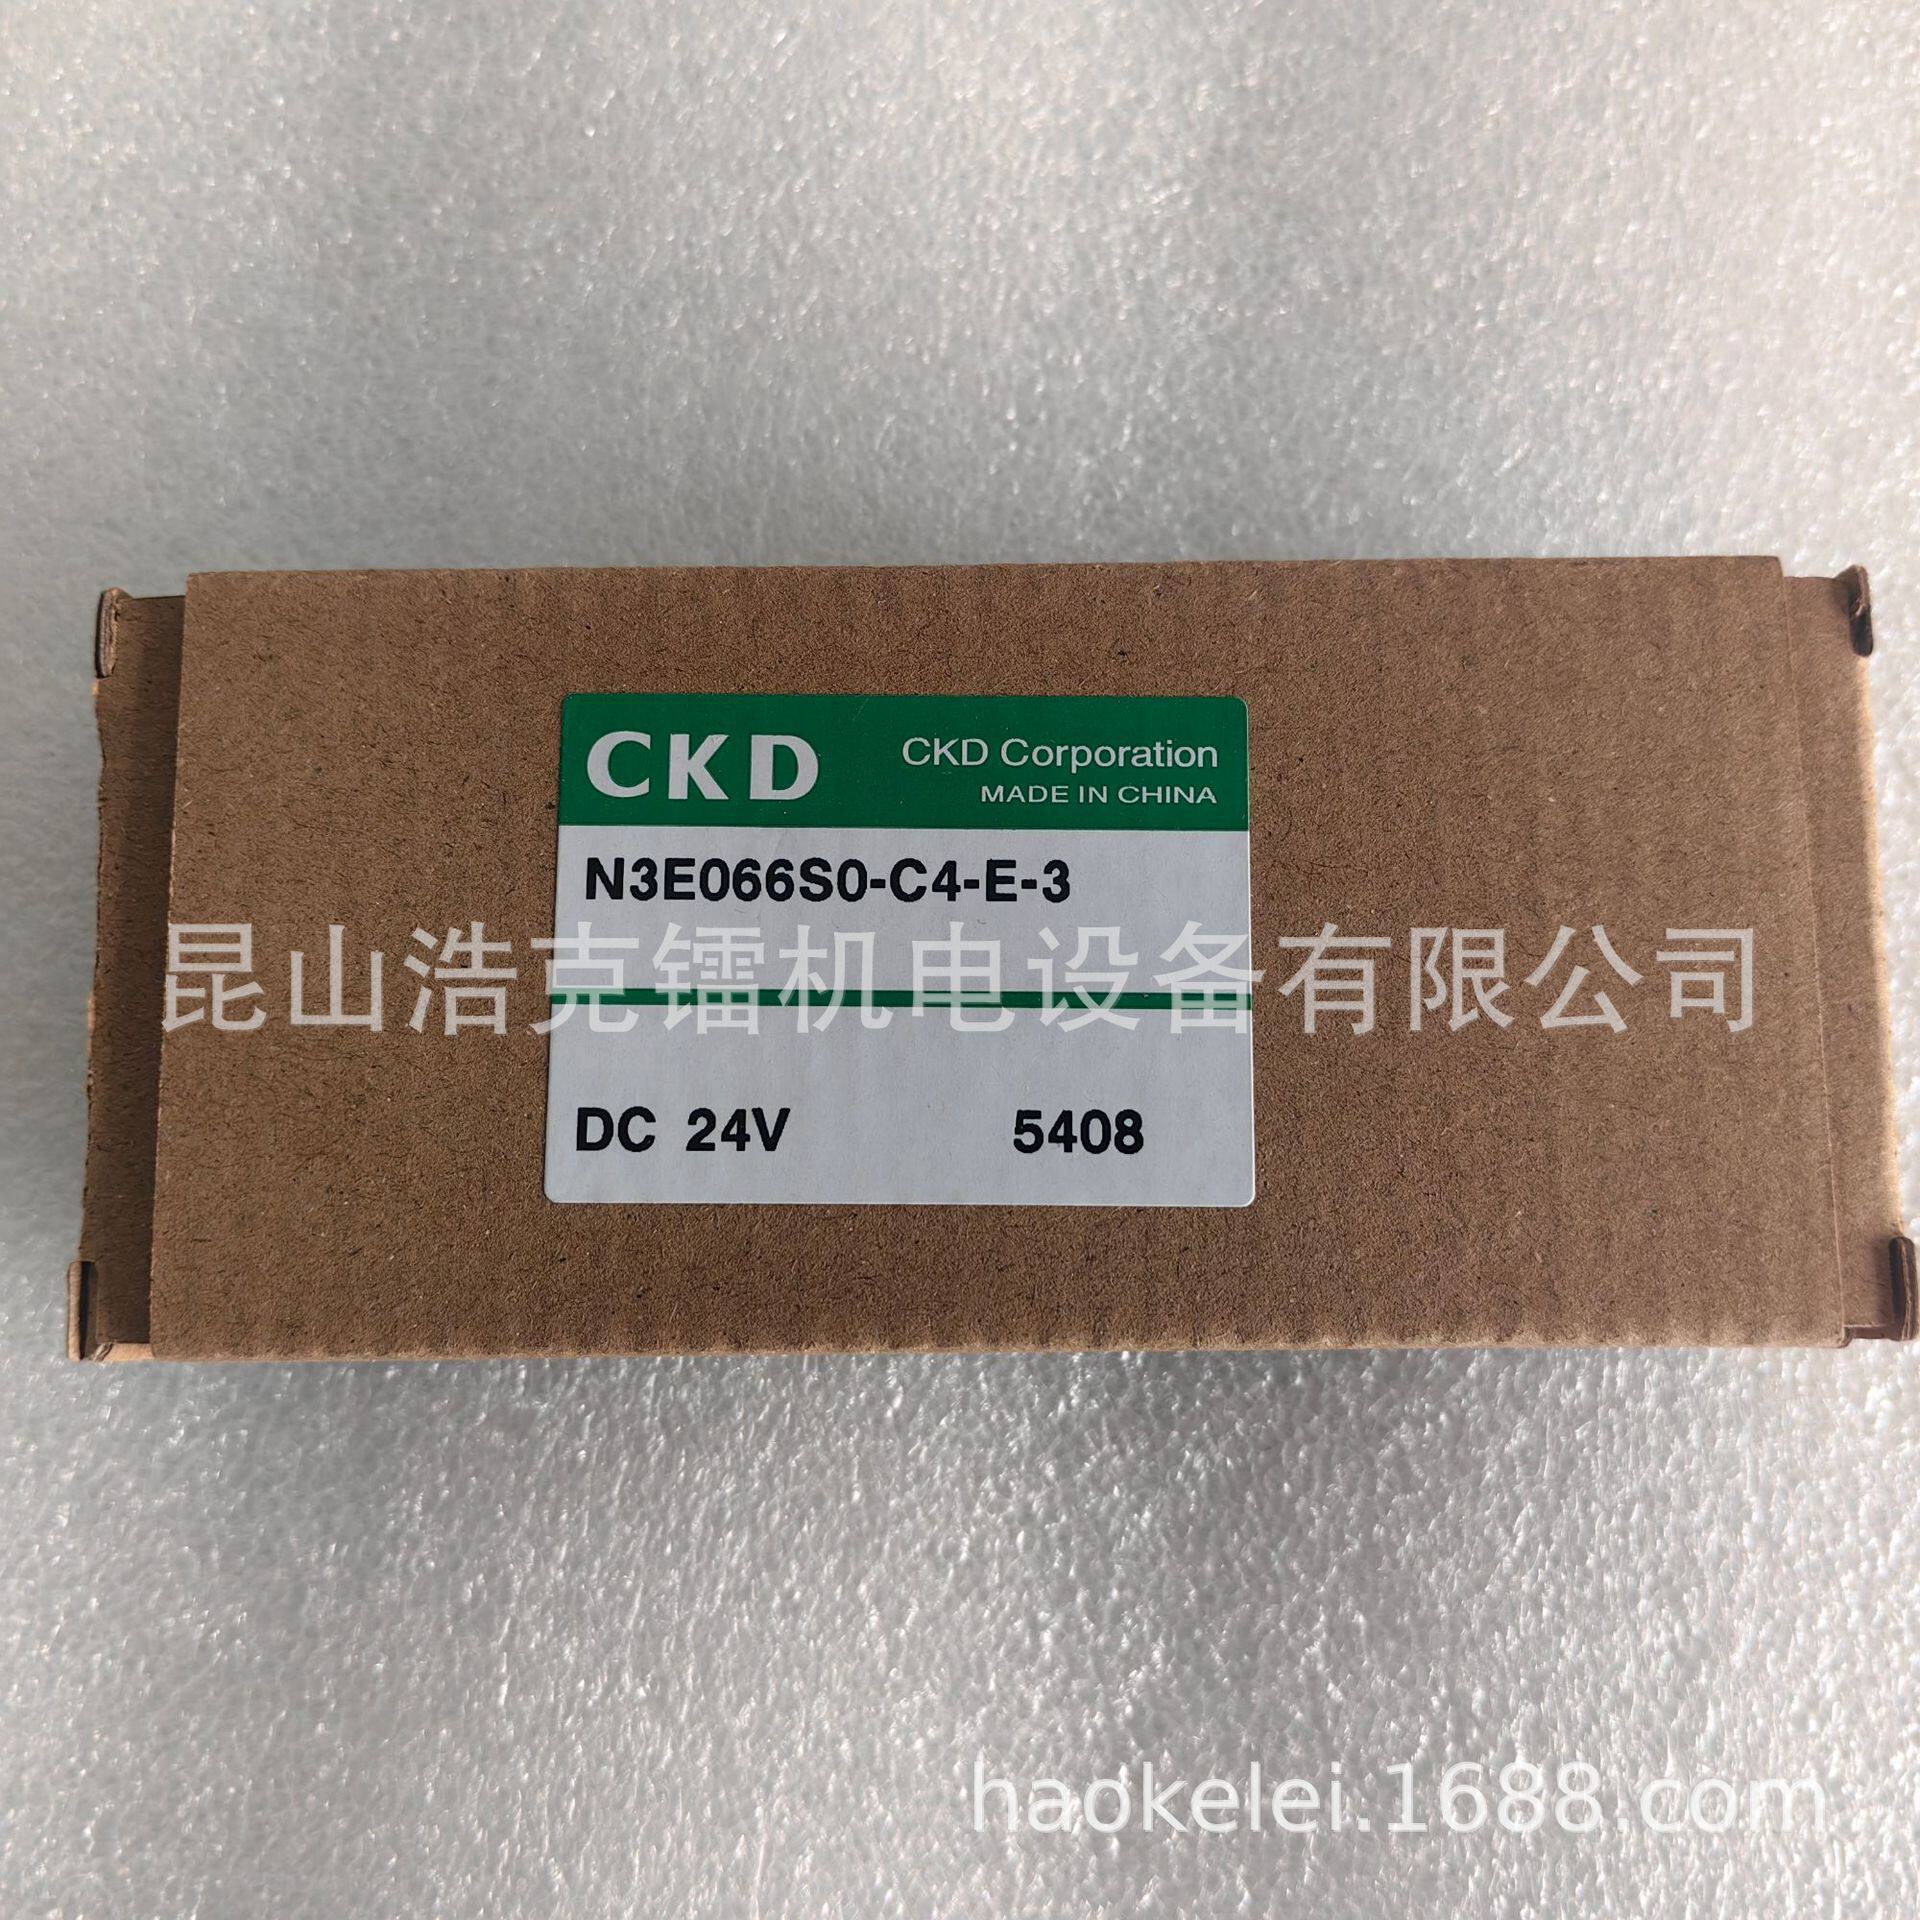 CKD
CKD Corporation
MADE IN CHINA
N3E066S0-C4-E-3
昆山浩克镭机电设备有限公司
DC 24V 5408
haokelei.1688.com